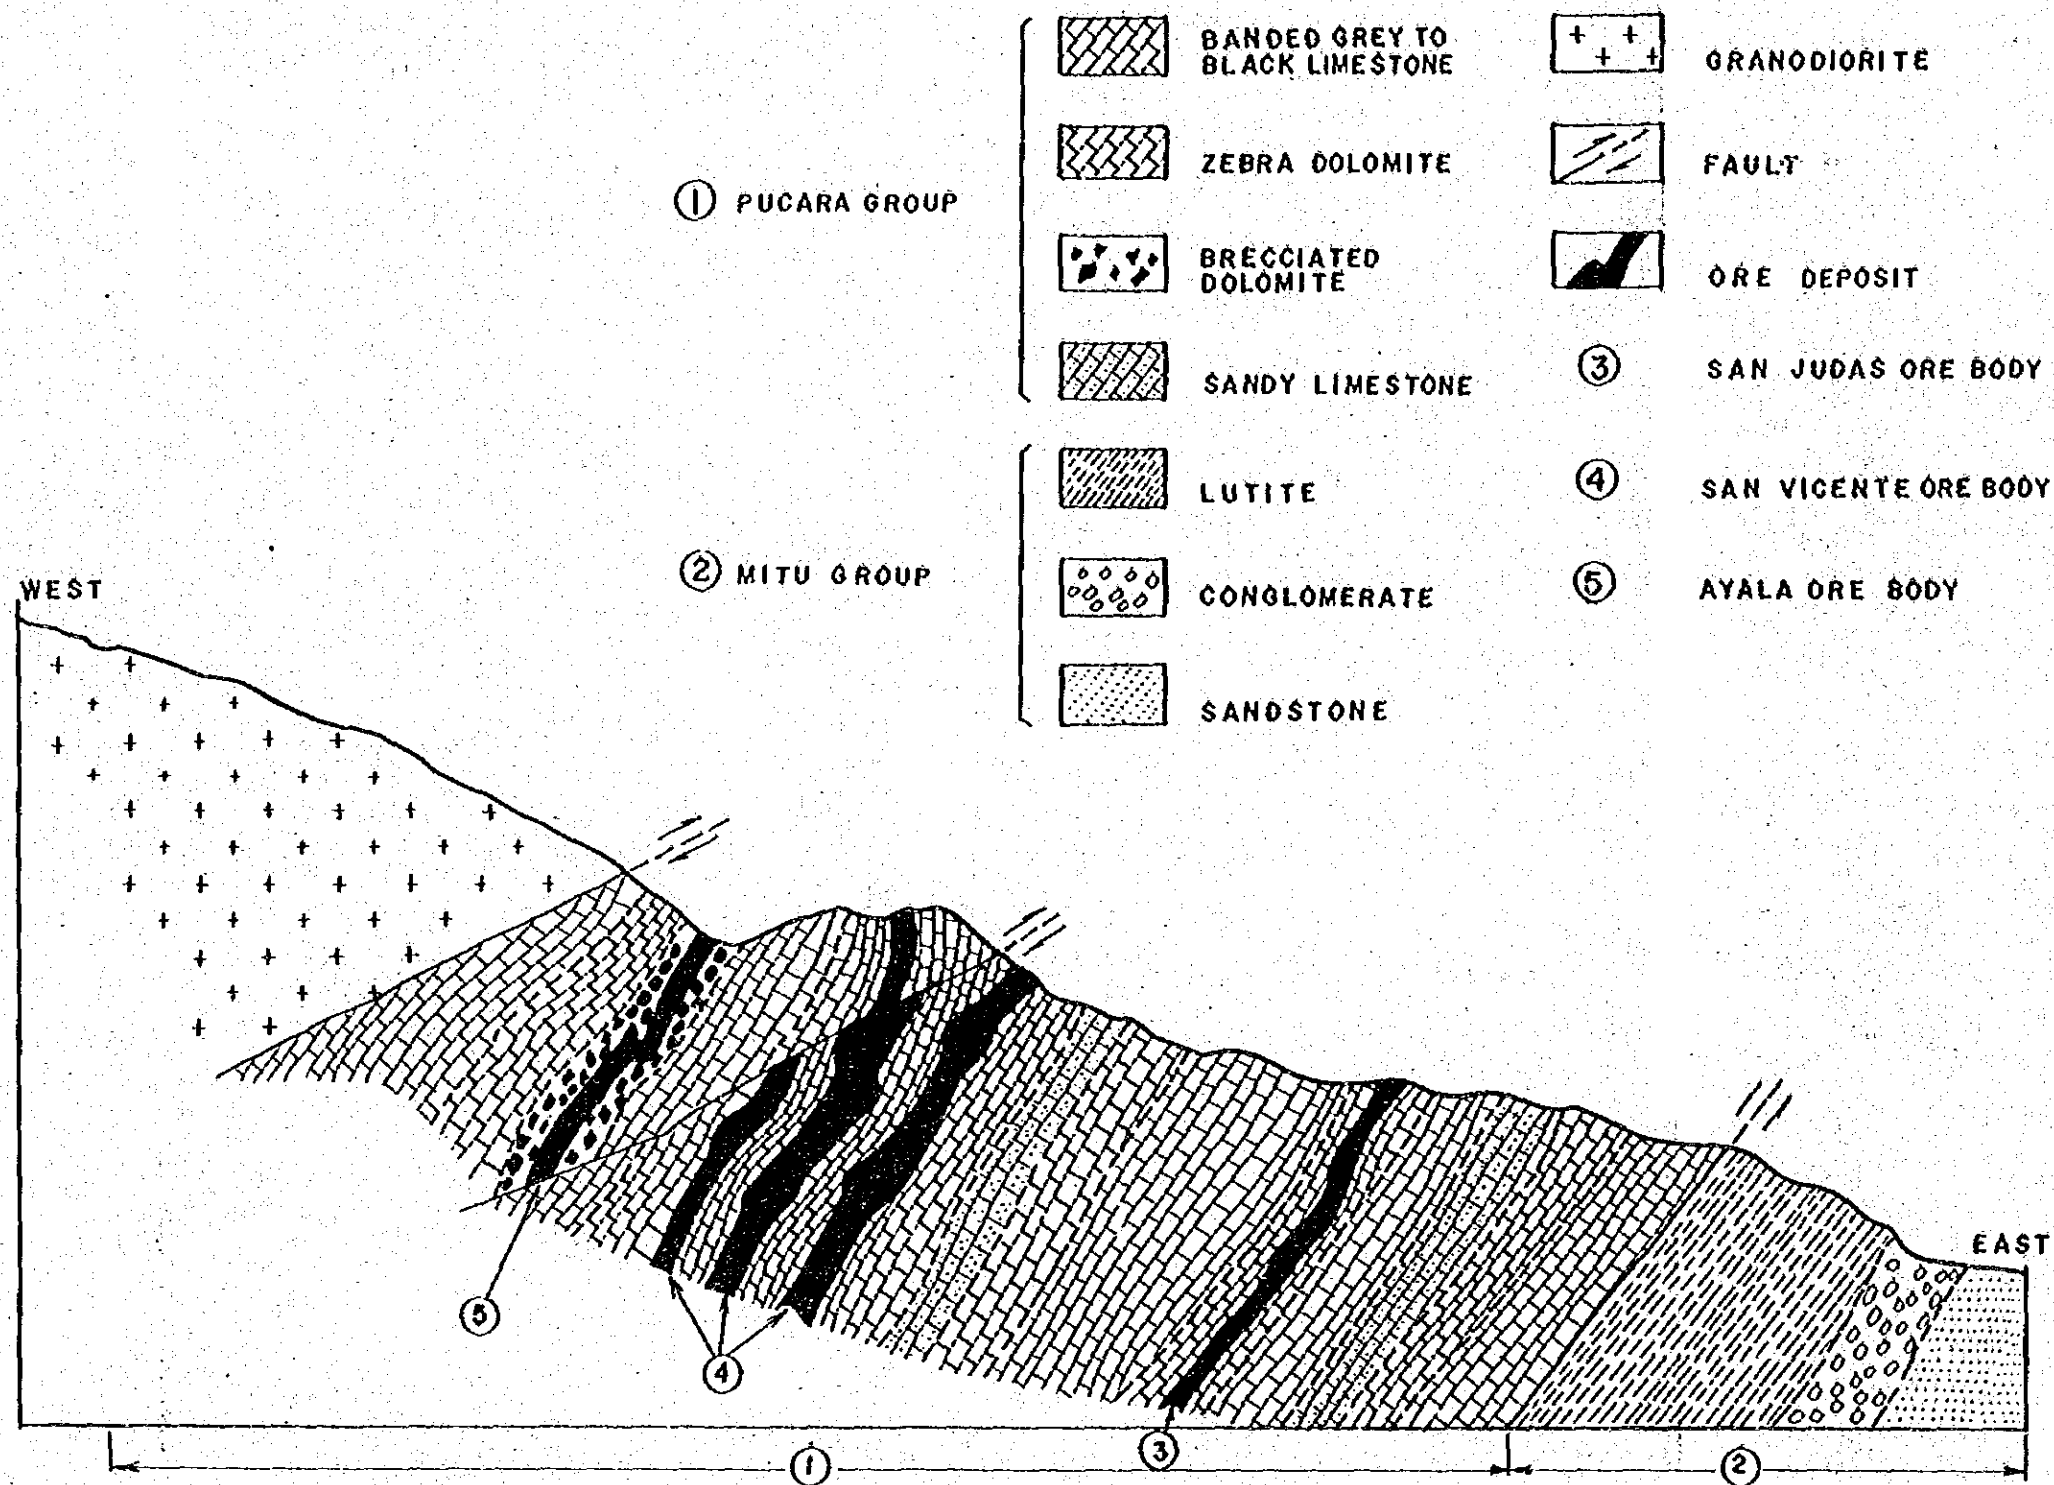 BANDED GREY TO
BLACK LIMESTONE
ZEBRA DOLOMITE
① PUCARA GROUP
BRECCIATED
DOLOMITE
SANDY LIMESTONE
LUTITE
② MITU GROUP
CONGLOMERATE
SANDSTONE
GRANODIORITE
FAULT
ORE DEPOSIT
③ SAN JUDAS ORE BODY
④ SAN VICENTE ORE BODY
⑤ AYALA ORE BODY
WEST
EAST
⑤
④
③
①
②